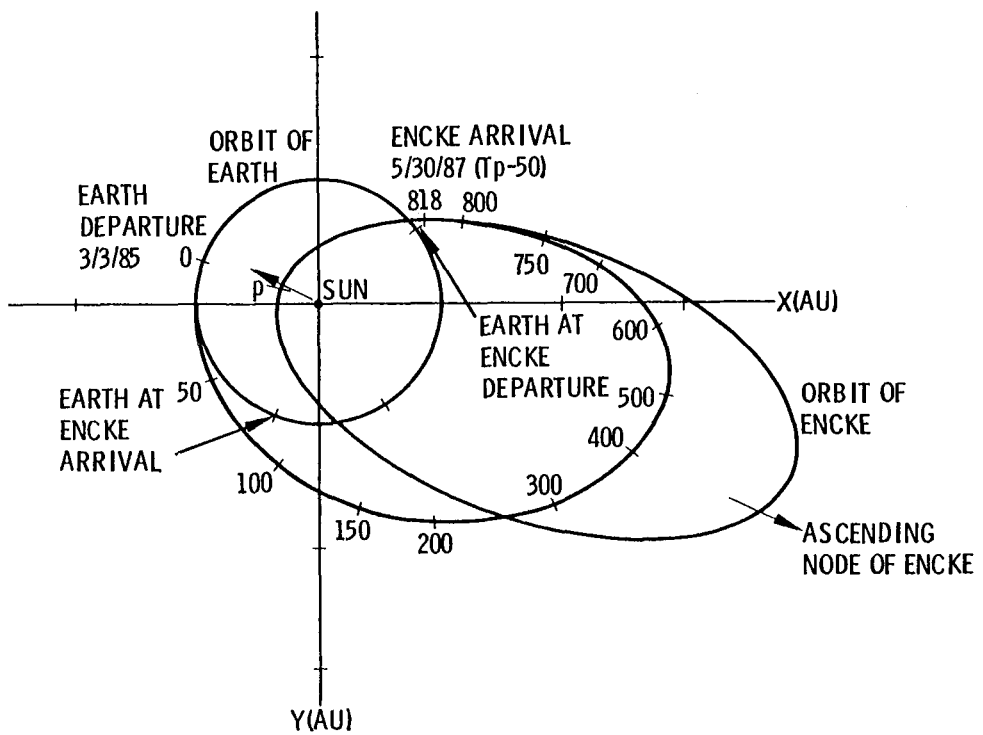 ORBIT OF
EARTH
ENCKE ARRIVAL
5/30/87 (Tp-50)
818 800
EARTH
DEPARTURE
3/3/85
0
750
700
p
SUN
X(AU)
600
EARTH AT
ENCKE
DEPARTURE
50
500
EARTH AT
ENCKE
ARRIVAL
ORBIT OF
ENCKE
400
100
300
150
200
ASCENDING
NODE OF ENCKE
Y(AU)